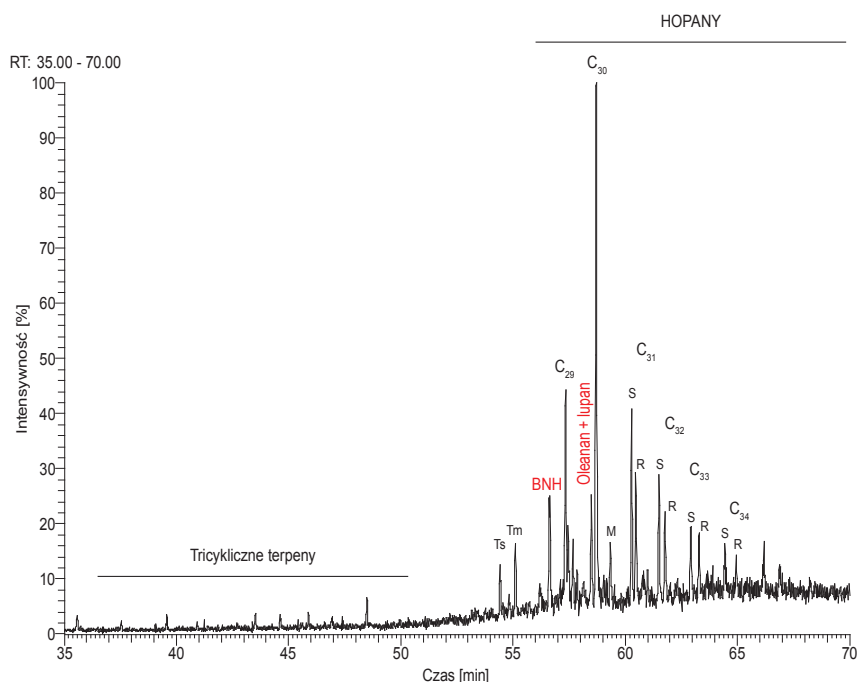 HOPANY
RT: 35.00 - 70.00
C30
100
90
80
70
60
50
40
30
20
10
0
Intensywność [%]
C31
C29
S
Oleanan + lupan
C32
R
S
C33
BNH
R
S
R
C34
Ts
Tm
M
S
R
Tricykliczne terpeny
35
40
45
50
55
60
65
70
Czas [min]